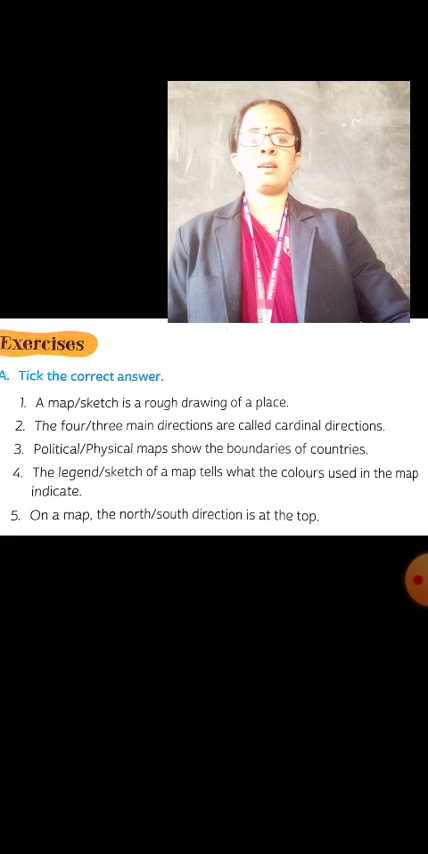 Exercises
A. Tick the correct answer.
1. A map/sketch is a rough drawing of a place.
2. The four/three main directions are called cardinal directions.
3. Political/Physical maps show the boundaries of countries.
4. The legend/sketch of a map tells what the colours used in the map
indicate.
5. On a map, the north/south direction is at the top.